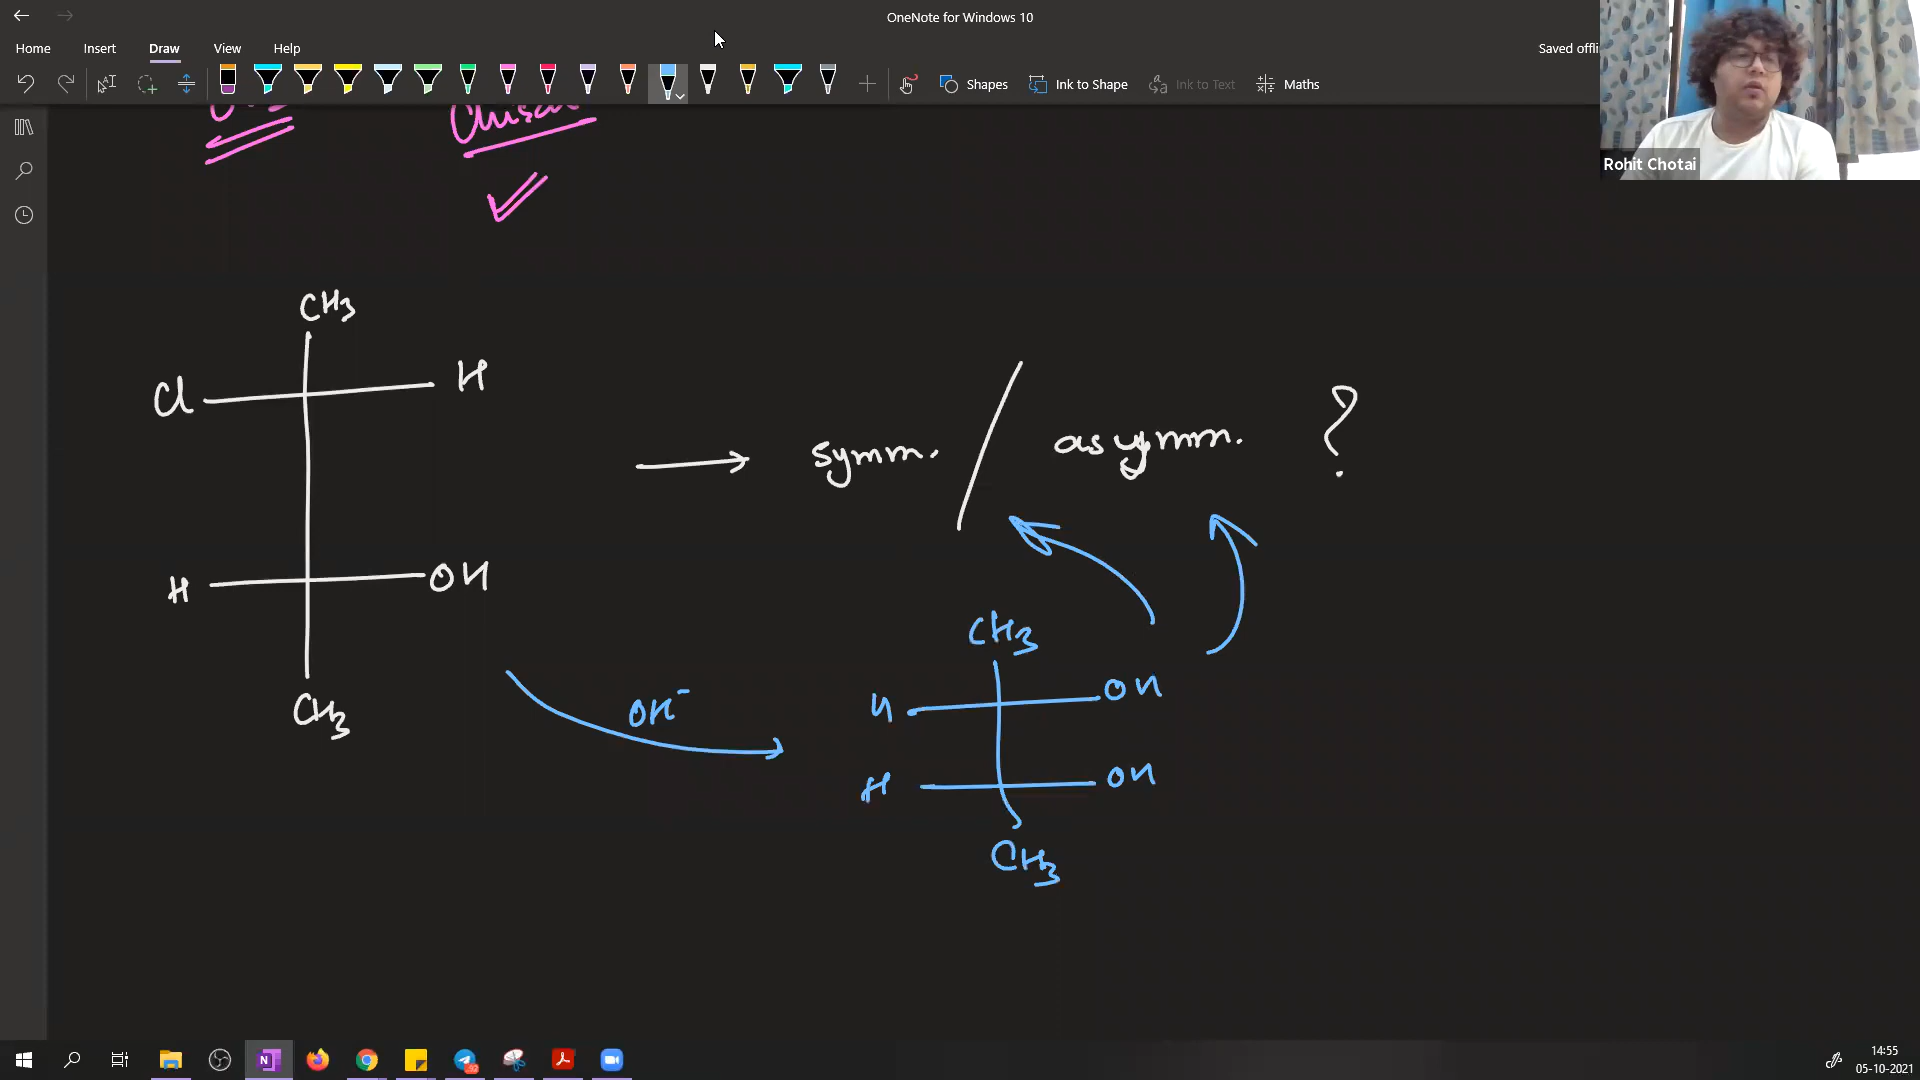 OneNote for Windows 10
Home Insert Draw View Help
Saved offli
Shapes Ink to Shape Ink to Text Maths
Rohit Chotai
CH3
Cl H
symm. / asymm. ?
H OH
CH3
OH-
CH3
H OH
H OH
CH3
14:55
05-10-2021